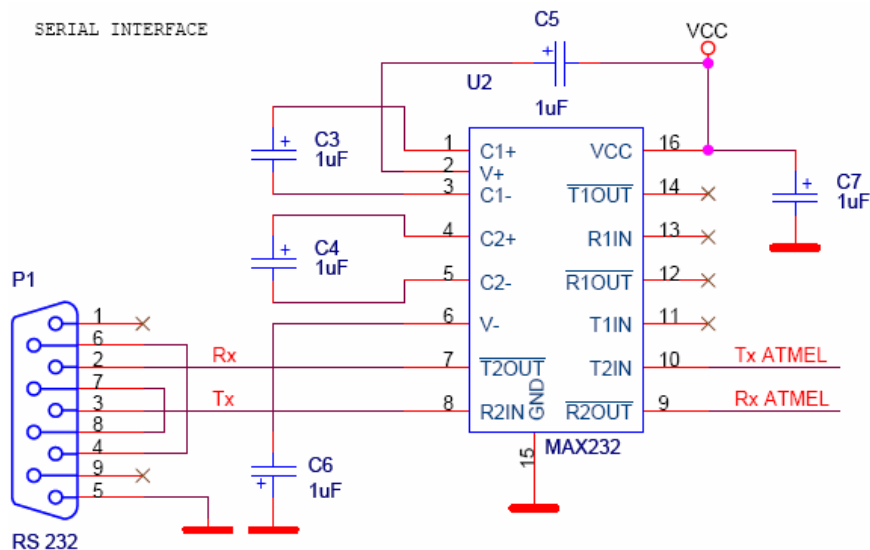 SERIAL INTERFACE
C5
+
1uF
VCC
U2
C3
1uF
+
C4
1uF
+
C6
1uF
+
C7
1uF
+
1 C1+
2 V+
3 C1-
4 C2+
5 C2-
6 V-
7 T2OUT
8 R2IN
GND
15
VCC 16
T1OUT 14
R1IN 13
R1OUT 12
T1IN 11
T2IN 10
R2OUT 9
MAX232
Tx ATMEL
Rx ATMEL
Rx
Tx
P1
1
6
2
7
3
8
4
9
5
RS 232